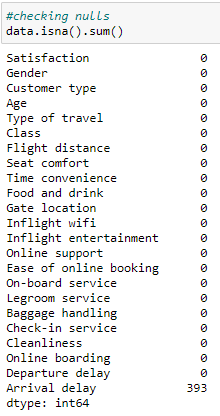 #checking nulls
data.isna().sum()
Satisfaction 0
Gender 0
Customer type 0
Age 0
Type of travel 0
Class 0
Flight distance 0
Seat comfort 0
Time convenience 0
Food and drink 0
Gate location 0
Inflight wifi 0
Inflight entertainment 0
Online support 0
Ease of online booking 0
On-board service 0
Legroom service 0
Baggage handling 0
Check-in service 0
Cleanliness 0
Online boarding 0
Departure delay 0
Arrival delay 393
dtype: int64